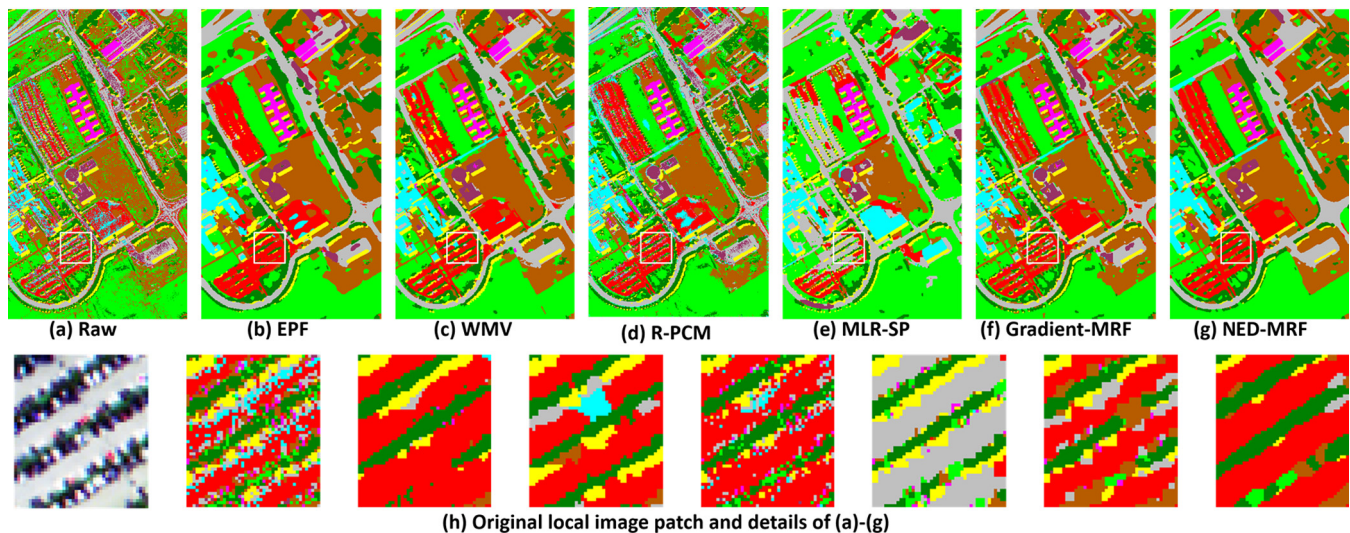 (a) Raw (b) EPF (c) WMV (d) R-PCM (e) MLR-SP (f) Gradient-MRF (g) NED-MRF
(h) Original local image patch and details of (a)-(g)